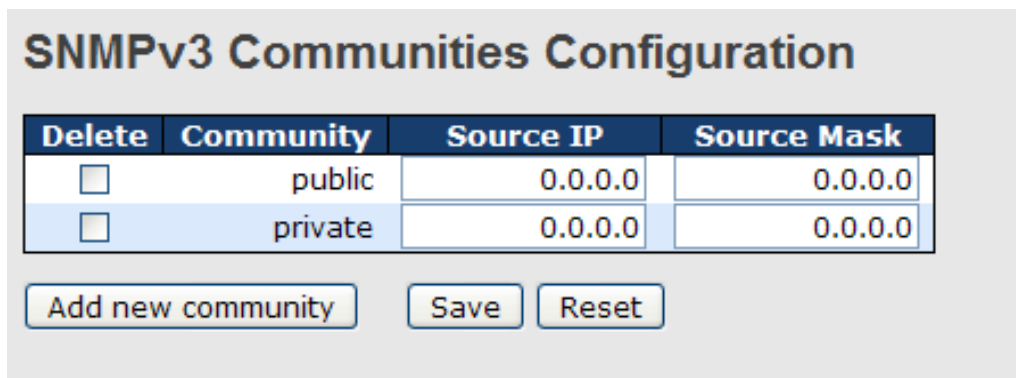 SNMPv3 Communities Configuration
Delete Community Source IP Source Mask
public 0.0.0.0 0.0.0.0
private 0.0.0.0 0.0.0.0
Add new community Save Reset